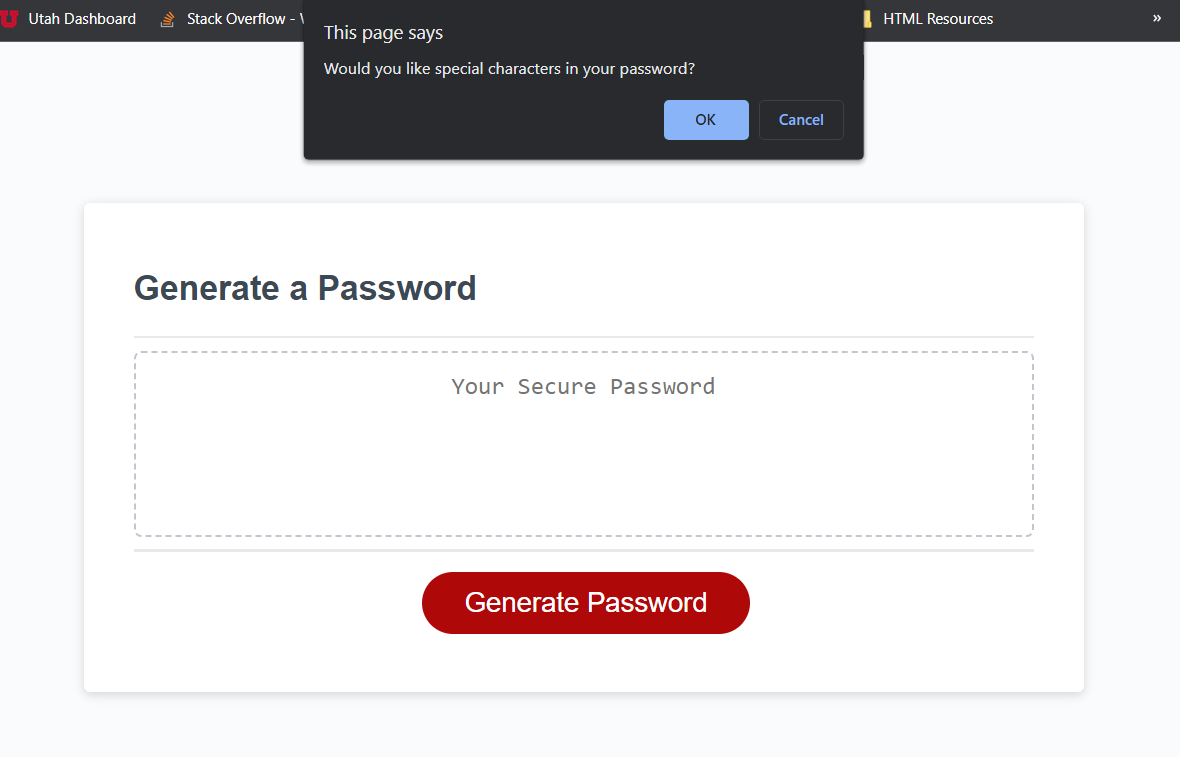 Utah Dashboard
Stack Overflow -
HTML Resources
»
This page says
Would you like special characters in your password?
OK
Cancel
Generate a Password
Your Secure Password
Generate Password